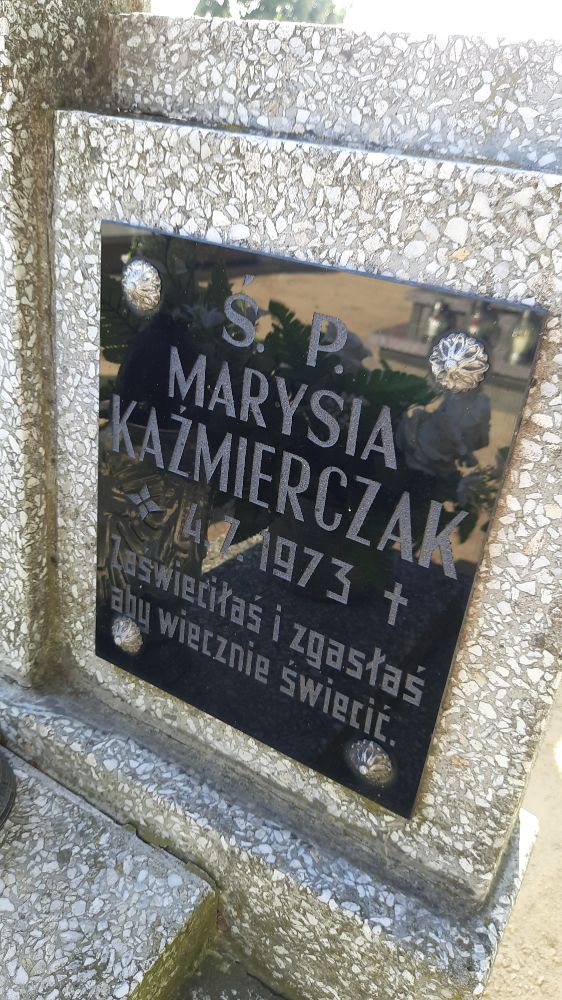 Ś. P.
MARYSIA
KAŹMIERCZAK
4.7.1973 †
Zaświeciłaś i zgasłaś
aby wiecznie świecić.